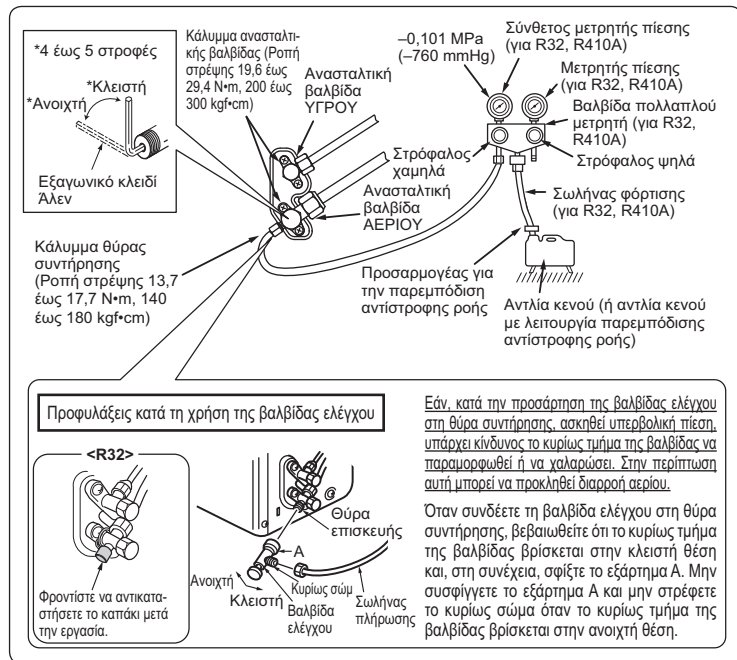 *4 έως 5 στροφές
*Κλειστή
*Ανοιχτή
Εξαγωνικό κλειδί
Άλεν
Κάλυμμα ανασταλτι-
κής βαλβίδας (Ροπή
στρέψης 19,6 έως
29,4 N•m, 200 έως
300 kgf•cm)
Ανασταλτική
βαλβίδα
ΥΓΡΟΥ
–0,101 MPa
(–760 mmHg)
Σύνθετος μετρητής πίεσης
(για R32, R410A)
Μετρητής πίεσης
(για R32, R410A)
Βαλβίδα πολλαπλού
μετρητή (για R32,
R410A)
Στρόφαλος
χαμηλά
Στρόφαλος ψηλά
Ανασταλτική
βαλβίδα
ΑΕΡΙΟΥ
Σωλήνας φόρτισης
(για R32, R410A)
Κάλυμμα θύρας
συντήρησης
(Ροπή στρέψης 13,7
έως 17,7 N•m, 140
έως 180 kgf•cm)
Προσαρμογέας για
την παρεμπόδιση
αντίστροφης ροής
Αντλία κενού (ή αντλία κενού
με λειτουργία παρεμπόδισης
αντίστροφης ροής)
Προφυλάξεις κατά τη χρήση της βαλβίδας ελέγχου
<R32>
Φροντίστε να αντικατα-
στήσετε το καπάκι μετά
την εργασία.
Θύρα
επισκευής
A
Ανοιχτή
Κλειστή
Κυρίως σώμ
Βαλβίδα
ελέγχου
Σωλήνας
πλήρωσης
Εάν, κατά την προσάρτηση της βαλβίδας ελέγχου
στη θύρα συντήρησης, ασκηθεί υπερβολική πίεση,
υπάρχει κίνδυνος το κυρίως τμήμα της βαλβίδας να
παραμορφωθεί ή να χαλαρώσει. Στην περίπτωση
αυτή μπορεί να προκληθεί διαρροή αερίου.
Όταν συνδέετε τη βαλβίδα ελέγχου στη θύρα
συντήρησης, βεβαιωθείτε ότι το κυρίως τμήμα
της βαλβίδας βρίσκεται στην κλειστή θέση
και, στη συνέχεια, σφίξτε το εξάρτημα A. Μην
συσφίγγετε το εξάρτημα A και μην στρέφετε
το κυρίως σώμα όταν το κυρίως τμήμα της
βαλβίδας βρίσκεται στην ανοιχτή θέση.